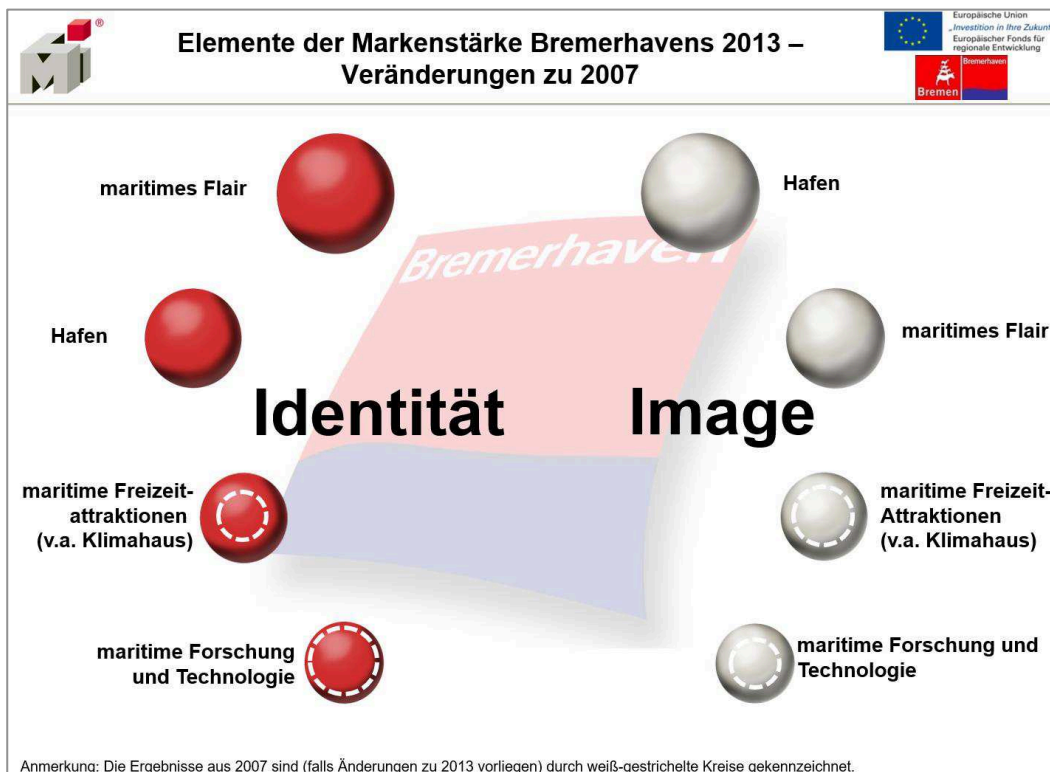 Elemente der Markenstärke Bremerhavens 2013 –
Veränderungen zu 2007
®
Mi
Europäische Union
„Investition in Ihre Zukunft
Europäischer Fonds für
regionale Entwicklung
Bremerhaven
Bremen
maritimes Flair
Hafen
Bremerhaven
Hafen
maritimes Flair
Identität
Image
maritime Freizeit-
attraktionen
(v.a. Klimahaus)
maritime Freizeit-
Attraktionen
(v.a. Klimahaus)
maritime Forschung
und Technologie
maritime Forschung und
Technologie
Anmerkung: Die Ergebnisse aus 2007 sind (falls Änderungen zu 2013 vorliegen) durch weiß-gestrichelte Kreise gekennzeichnet.